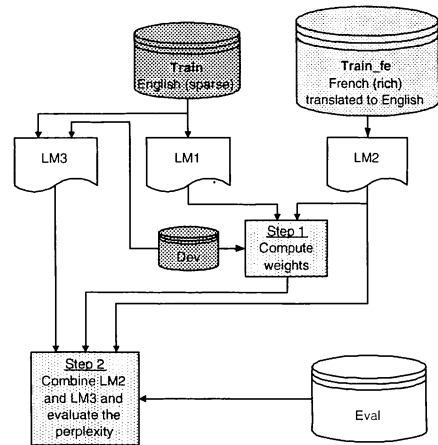 Train
English (sparse)
Train_fe
French (rich)
translated to English
LM3
LM1
LM2
Dev
Step 1
Compute
weights
Step 2
Combine LM2
and LM3 and
evaluate the
perplexity
Eval